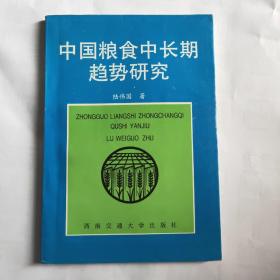 中国粮食中长期
趋势研究
陆伟国 著
ZHONGGUO LIANGSHI ZHONGCHANGQI
QUSHI YANJIU
LU WEIGUO ZHU
西南交通大学出版社